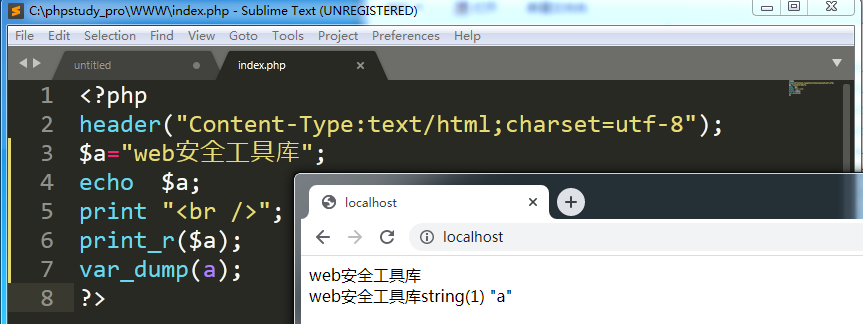 C:\phpstudy_pro\WWW\index.php - Sublime Text (UNREGISTERED)
File Edit Selection Find View Goto Tools Project Preferences Help
untitled index.php
1 <?php
2 header("Content-Type:text/html;charset=utf-8");
3 $a="web安全工具库";
4 echo  $a;
5 print "<br />";
6 print_r($a);
7 var_dump(a);
8 ?>
localhost
localhost
web安全工具库
web安全工具库string(1) "a"